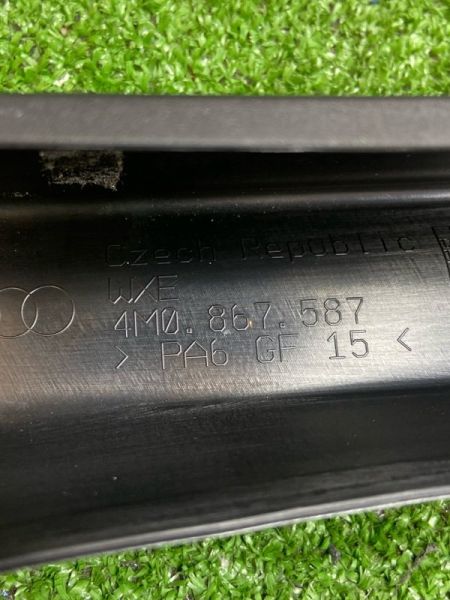 Czech Republic
WXE
4M0.867.587
> PA6 GF 15 <